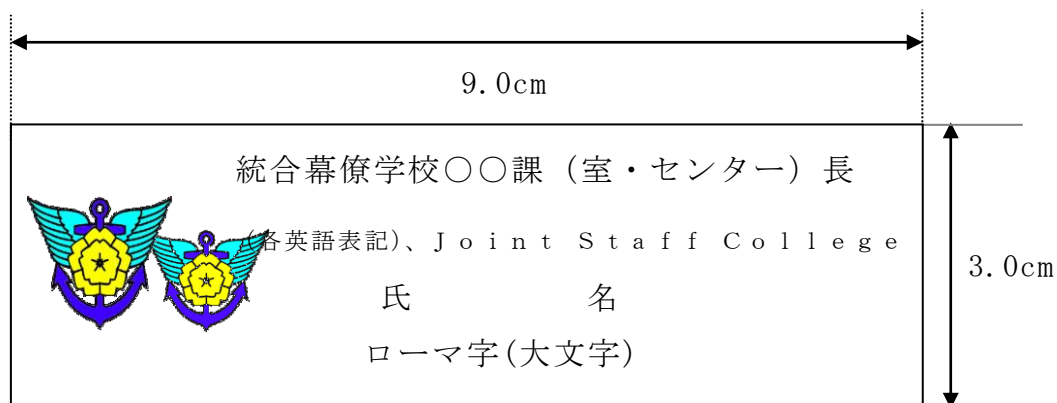 9.0cm
統合幕僚学校○○課（室・センター）長
(各英語表記)、Joint Staff College
3.0cm
氏　名
ローマ字(大文字)